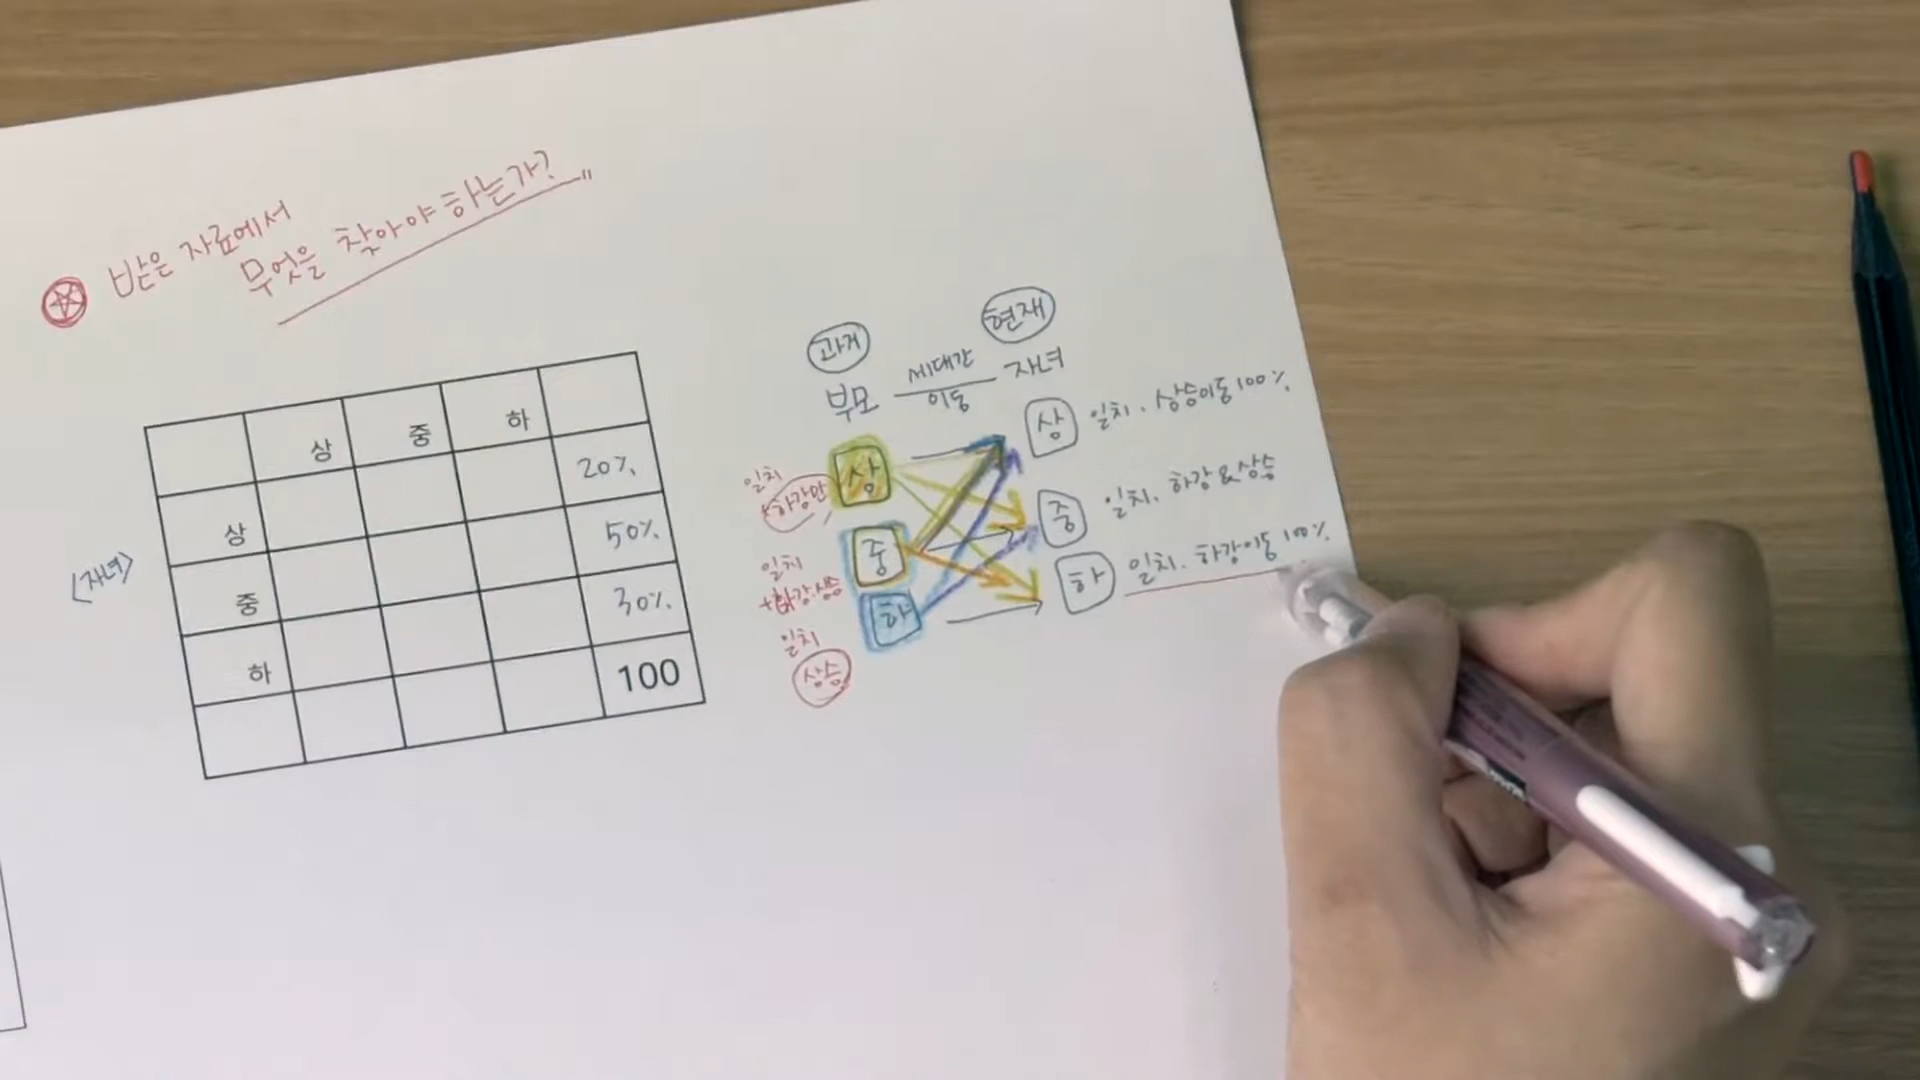 받은 자료에서
무엇을 찾아야 하는가?
상 중 하
20%
상 50%
<자녀>
중 30%
하 100
과거 현재
부모 세대간 이동 자녀
상 상 일치. 상승이동 100%
일치
+하강만
중 중 일치. 하강&상승
일치
+하강.상승
하 하 일치. 하강이동 100%
일치
상승